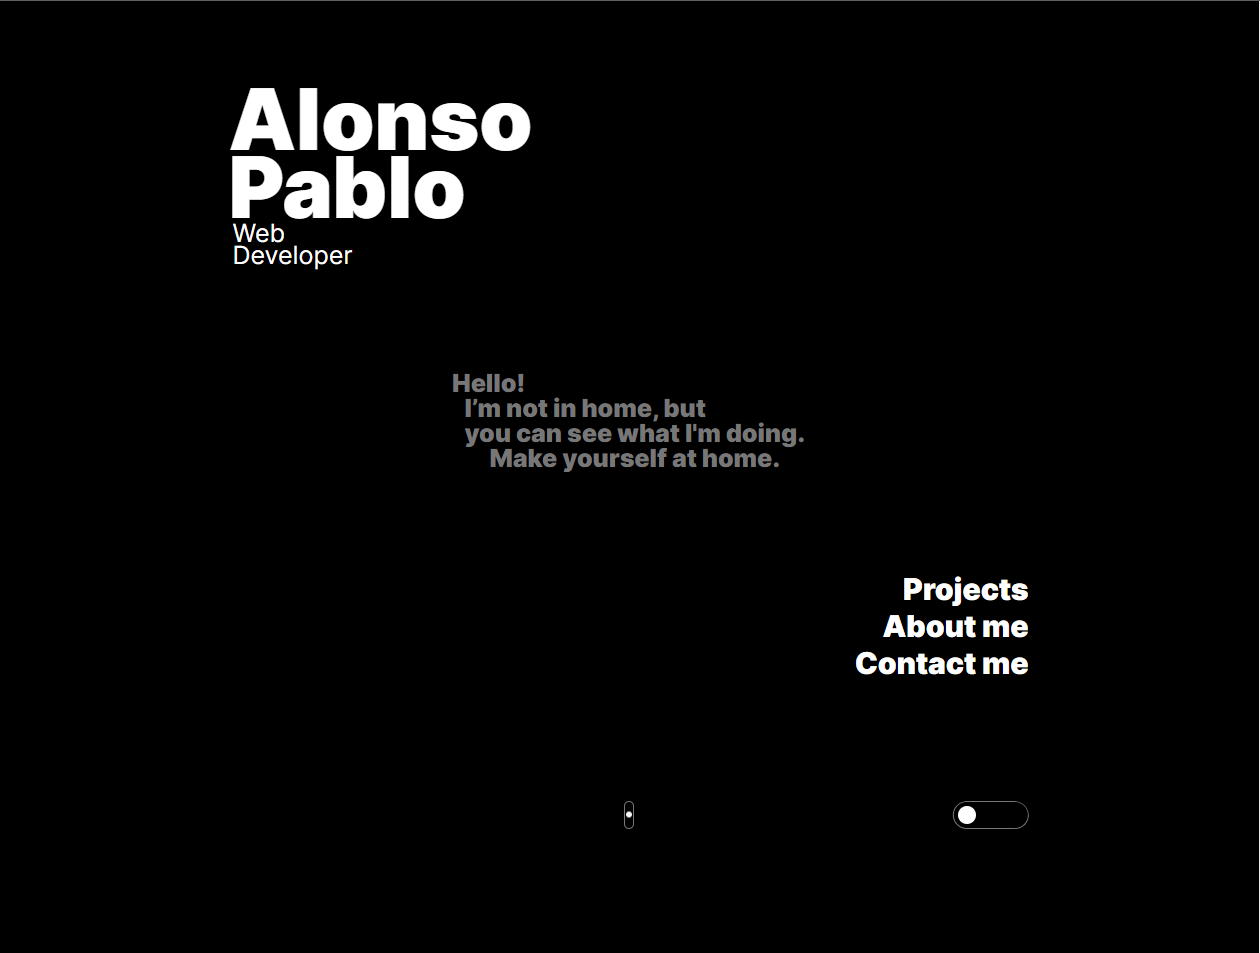 Alonso
Pablo
Web
Developer
Hello!
I’m not in home, but
you can see what I'm doing.
Make yourself at home.
Projects
About me
Contact me